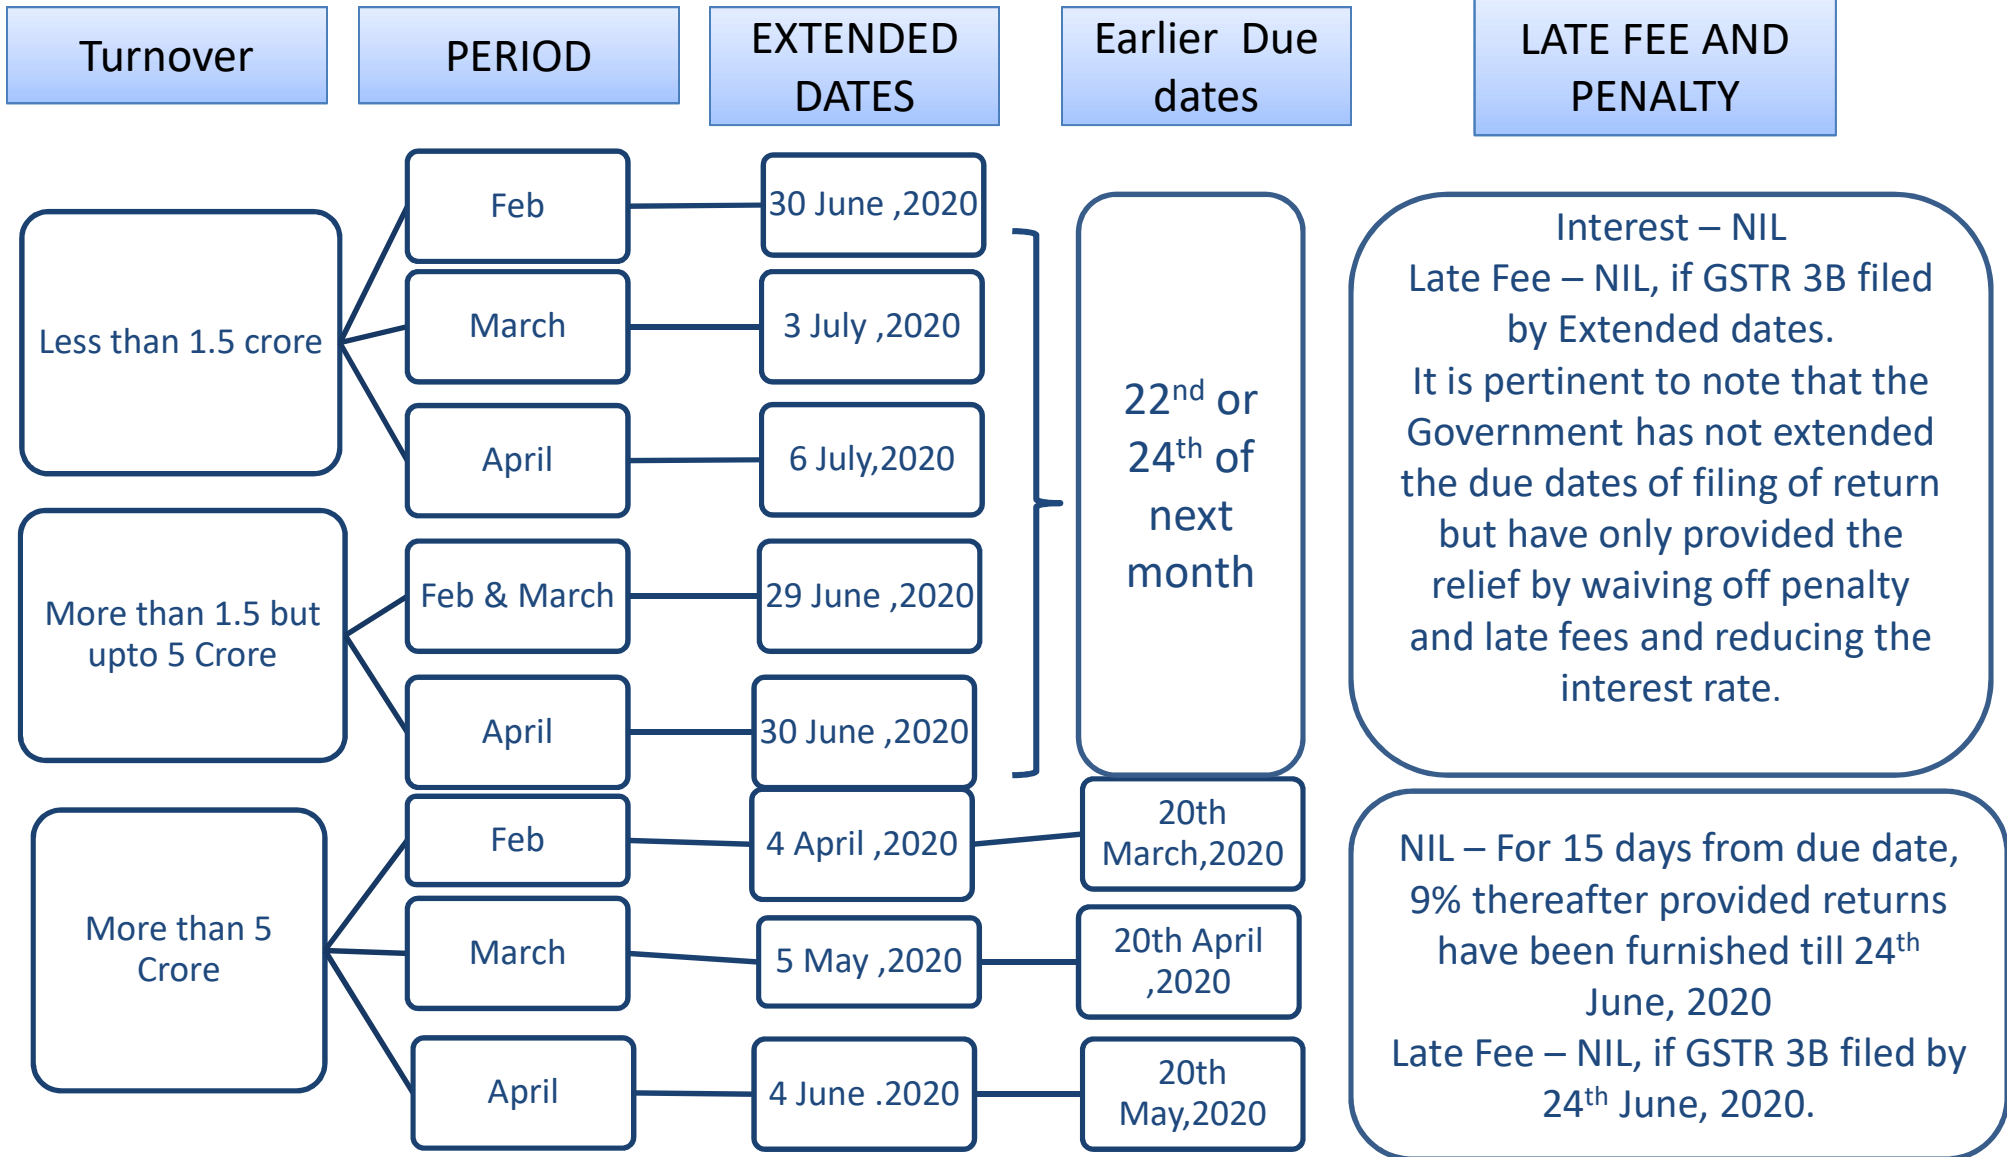 Turnover
PERIOD
EXTENDED
DATES
Earlier Due
dates
LATE FEE AND
PENALTY
Less than 1.5 crore
Feb
30 June ,2020
March
3 July ,2020
April
6 July,2020
More than 1.5 but
upto 5 Crore
Feb & March
29 June ,2020
April
30 June ,2020
22nd or
24th of
next
month
Interest – NIL
Late Fee – NIL, if GSTR 3B filed
by Extended dates.
It is pertinent to note that the
Government has not extended
the due dates of filing of return
but have only provided the
relief by waiving off penalty
and late fees and reducing the
interest rate.
More than 5
Crore
Feb
4 April ,2020
20th
March,2020
March
5 May ,2020
20th April
,2020
April
4 June .2020
20th
May,2020
NIL – For 15 days from due date,
9% thereafter provided returns
have been furnished till 24th
June, 2020
Late Fee – NIL, if GSTR 3B filed by
24th June, 2020.